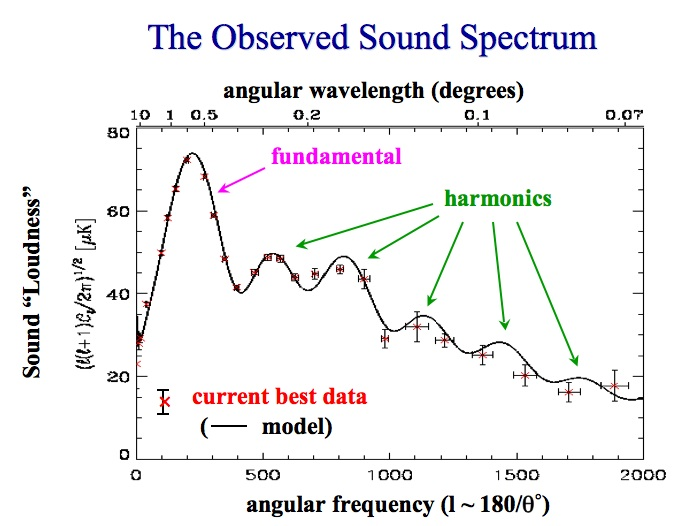 The Observed Sound Spectrum
angular wavelength (degrees)
10 1 0.5 0.2 0.1 0.07
80
fundamental
harmonics
60
40
20
0
Sound “Loudness”
(ℓ(ℓ+1)Cℓ/2π)^1/2 [μK]
current best data
( — model)
0 500 1000 1500 2000
angular frequency (l ~ 180/θ°)